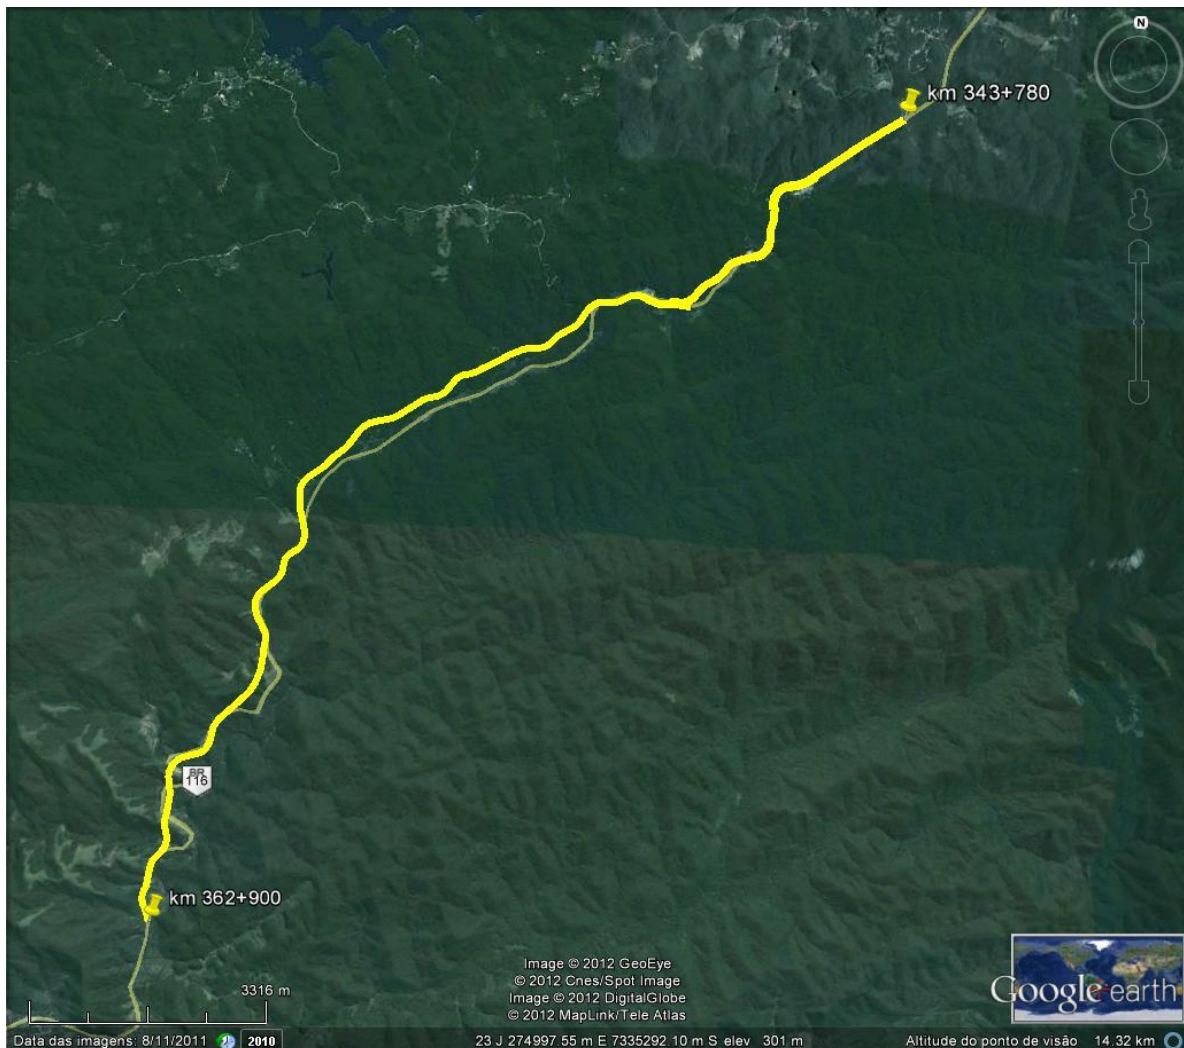 N
km 343+780
BR
116
km 362+900
3316 m
Image © 2012 GeoEye
© 2012 Cnes/Spot Image
Image © 2012 DigitalGlobe
© 2012 MapLink/Tele Atlas
Google earth
Data das imagens: 8/11/2011
2010
23 J 274997.55 m E 7335292.10 m S elev 301 m
Altitude do ponto de visão 14.32 km